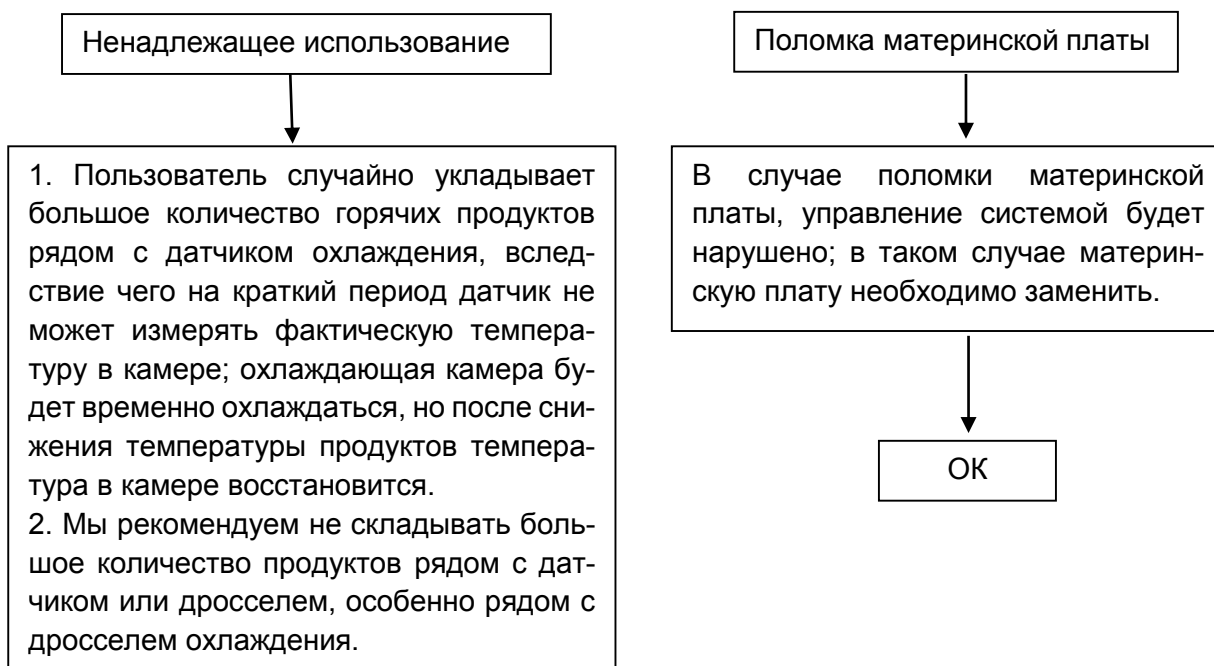 Ненадлежащее использование
1. Пользователь случайно укладывает
большое количество горячих продуктов
рядом с датчиком охлаждения, вслед-
ствие чего на краткий период датчик не
может измерять фактическую темпера-
туру в камере; охлаждающая камера бу-
дет временно охлаждаться, но после сни-
жения температуры продуктов темпера-
тура в камере восстановится.
2. Мы рекомендуем не складывать боль-
шое количество продуктов рядом с дат-
чиком или дросселем, особенно рядом с
дросселем охлаждения.
Поломка материнской платы
В случае поломки материнской
платы, управление системой будет
нарушено; в таком случае материн-
скую плату необходимо заменить.
ОК